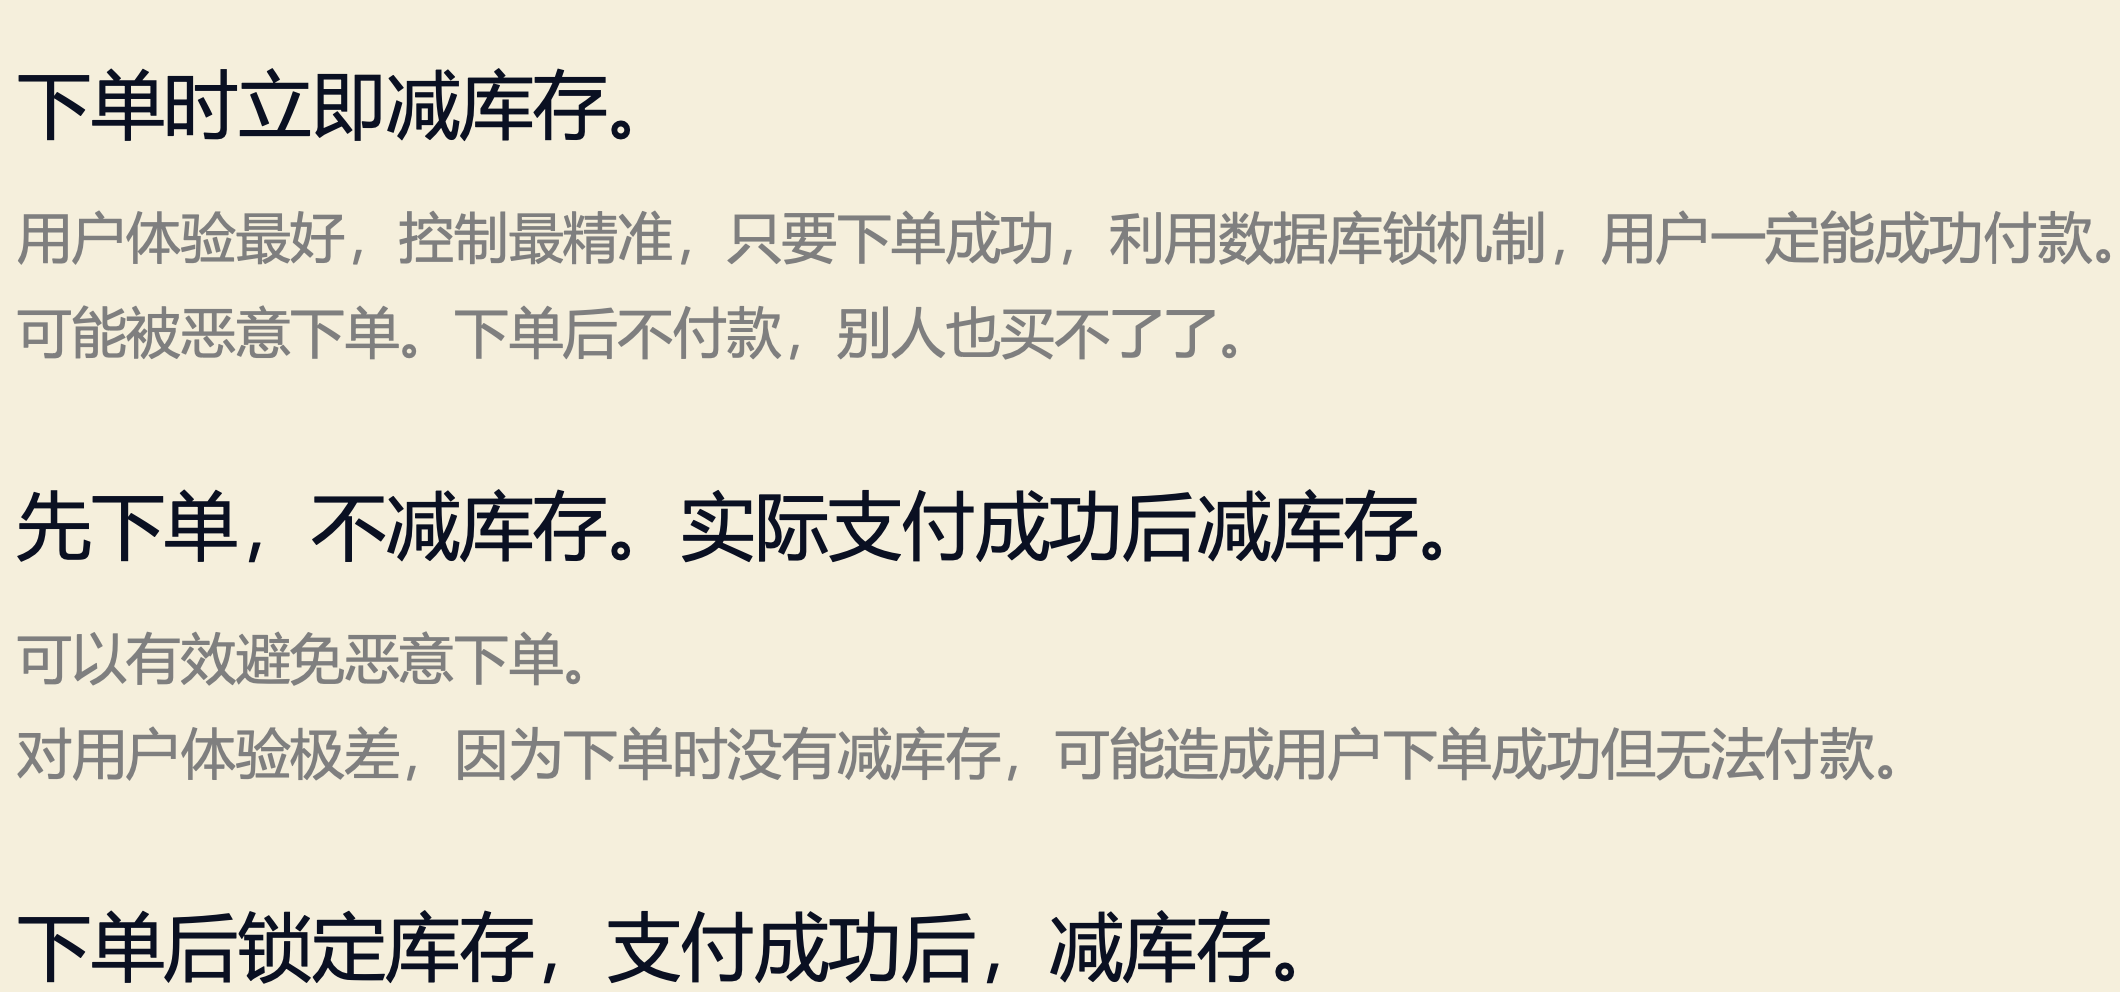 下单时立即减库存。
用户体验最好，控制最精准，只要下单成功，利用数据库锁机制，用户一定能成功付款。
可能被恶意下单。下单后不付款，别人也买不了了。
先下单，不减库存。实际支付成功后减库存。
可以有效避免恶意下单。
对用户体验极差，因为下单时没有减库存，可能造成用户下单成功但无法付款。
下单后锁定库存，支付成功后，减库存。